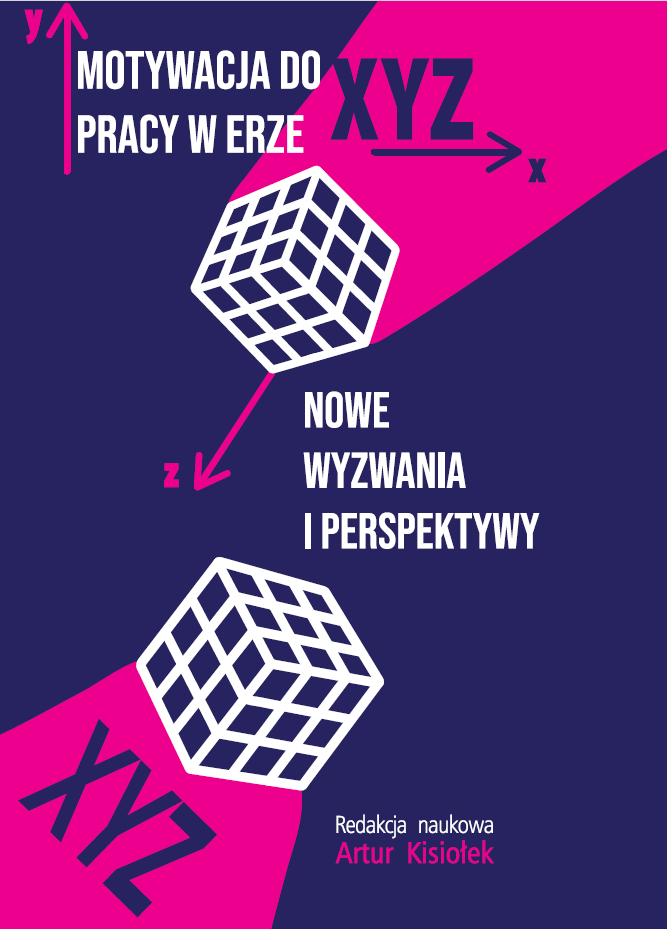 y
MOTYWACJA DO XYZ
PRACY W ERZE
x
z
NOWE
WYZWANIA
I PERSPEKTYWY
XYZ
Redakcja naukowa
Artur Kisiołek